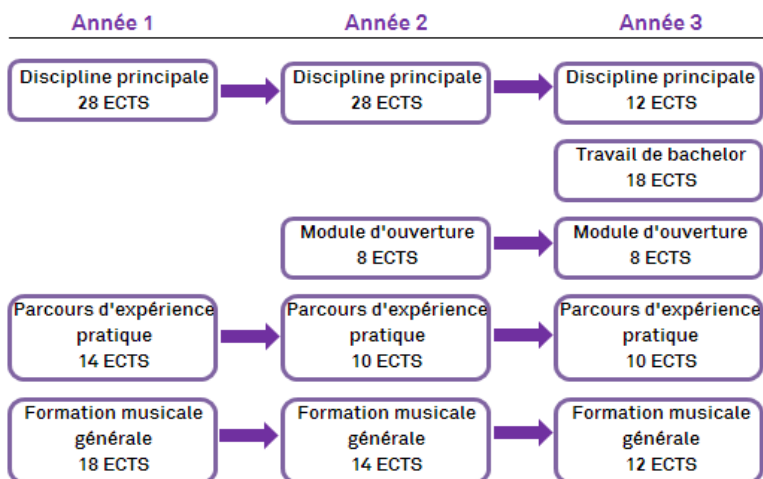 Année 1
Année 2
Année 3
Discipline principale
28 ECTS
Discipline principale
28 ECTS
Discipline principale
12 ECTS
Travail de bachelor
18 ECTS
Module d'ouverture
8 ECTS
Module d'ouverture
8 ECTS
Parcours d'expérience
pratique
14 ECTS
Parcours d'expérience
pratique
10 ECTS
Parcours d'expérience
pratique
10 ECTS
Formation musicale
générale
18 ECTS
Formation musicale
générale
14 ECTS
Formation musicale
générale
12 ECTS